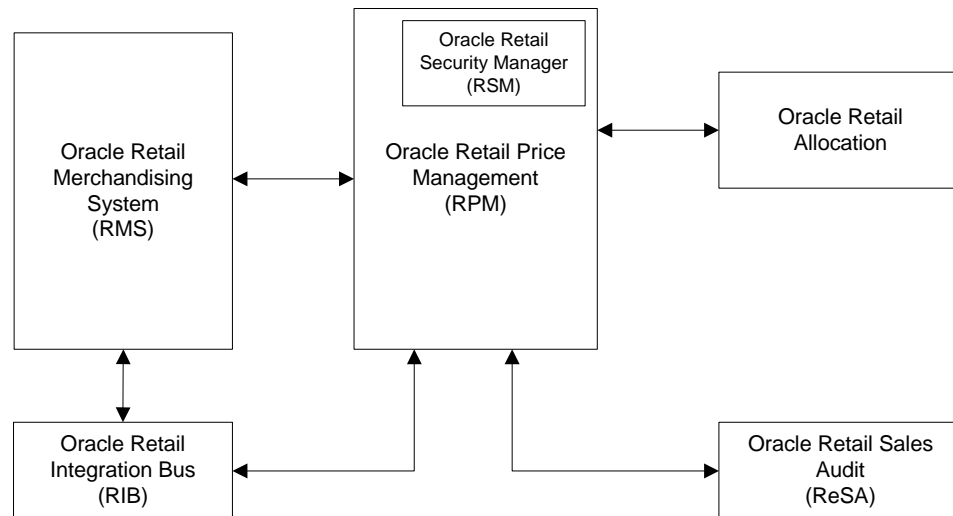 Oracle Retail
Security Manager
(RSM)
Oracle Retail
Merchandising
System
(RMS)
Oracle Retail Price
Management
(RPM)
Oracle Retail
Allocation
Oracle Retail
Integration Bus
(RIB)
Oracle Retail Sales
Audit
(ReSA)